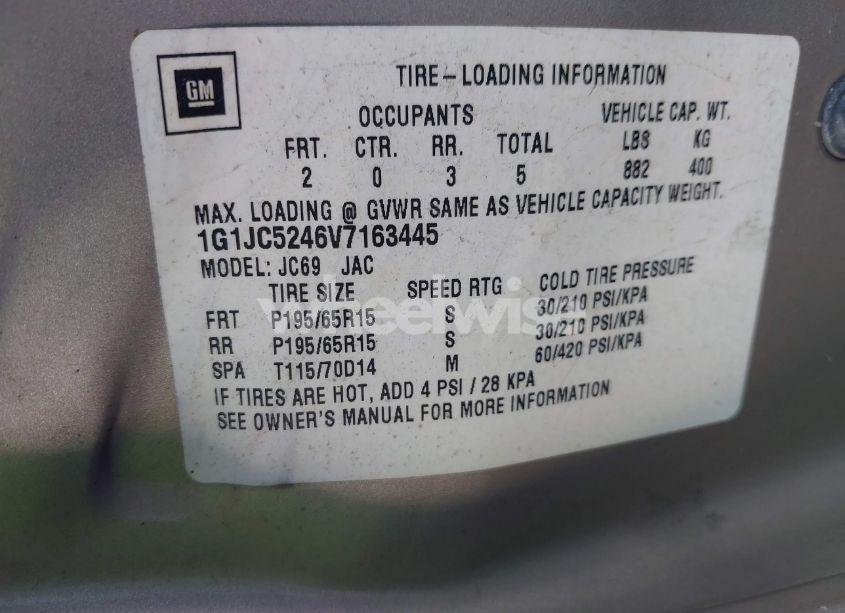 GM
TIRE-LOADING INFORMATION
OCCUPANTS VEHICLE CAP. WT.
FRT. CTR. RR. TOTAL LBS KG
2 0 3 5 882 400
MAX. LOADING @ GVWR SAME AS VEHICLE CAPACITY WEIGHT.
1G1JC5246V7163445
MODEL: JC69 JAC
TIRE SIZE SPEED RTG COLD TIRE PRESSURE
FRT P195/65R15 S 30/210 PSI/KPA
RR P195/65R15 S 30/210 PSI/KPA
SPA T115/70D14 M 60/420 PSI/KPA
IF TIRES ARE HOT, ADD 4 PSI / 28 KPA
SEE OWNER'S MANUAL FOR MORE INFORMATION
wheelwise